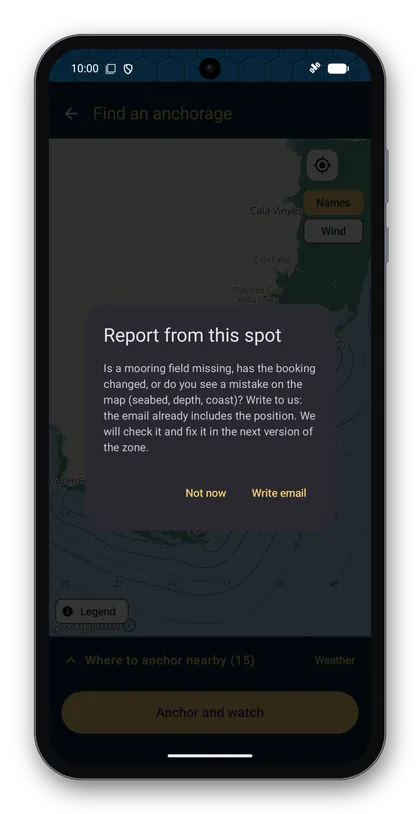 10:00
Find an anchorage
Cala Vinyes
Names
Wind
Cala Falcó
Report from this spot
Is a mooring field missing, has the booking
changed, or do you see a mistake on the
map (seabed, depth, coast)? Write to us:
the email already includes the position. We
will check it and fix it in the next version of
the zone.
Not now
Write email
Legend
Where to anchor nearby (15)
Weather
Anchor and watch